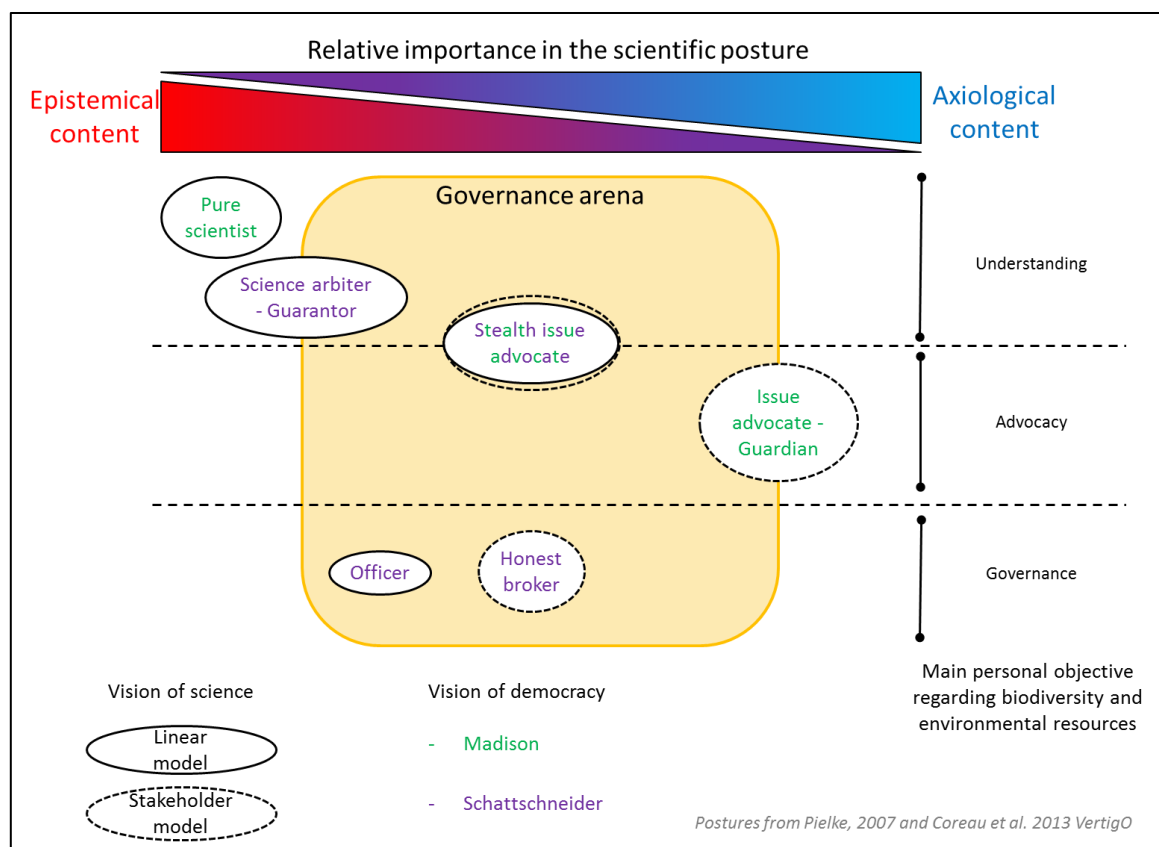 Relative importance in the scientific posture
Epistemical
content
Axiological
content
Governance arena
Pure
scientist
Science arbiter
- Guarantor
Stealth issue
advocate
Understanding
Issue
advocate -
Guardian
Advocacy
Officer
Honest
broker
Governance
Main personal objective
regarding biodiversity and
environmental resources
Vision of science
Vision of democracy
Linear
model
- Madison
Stakeholder
model
- Schattschneider
Postures from Pielke, 2007 and Coreau et al. 2013 VertigO